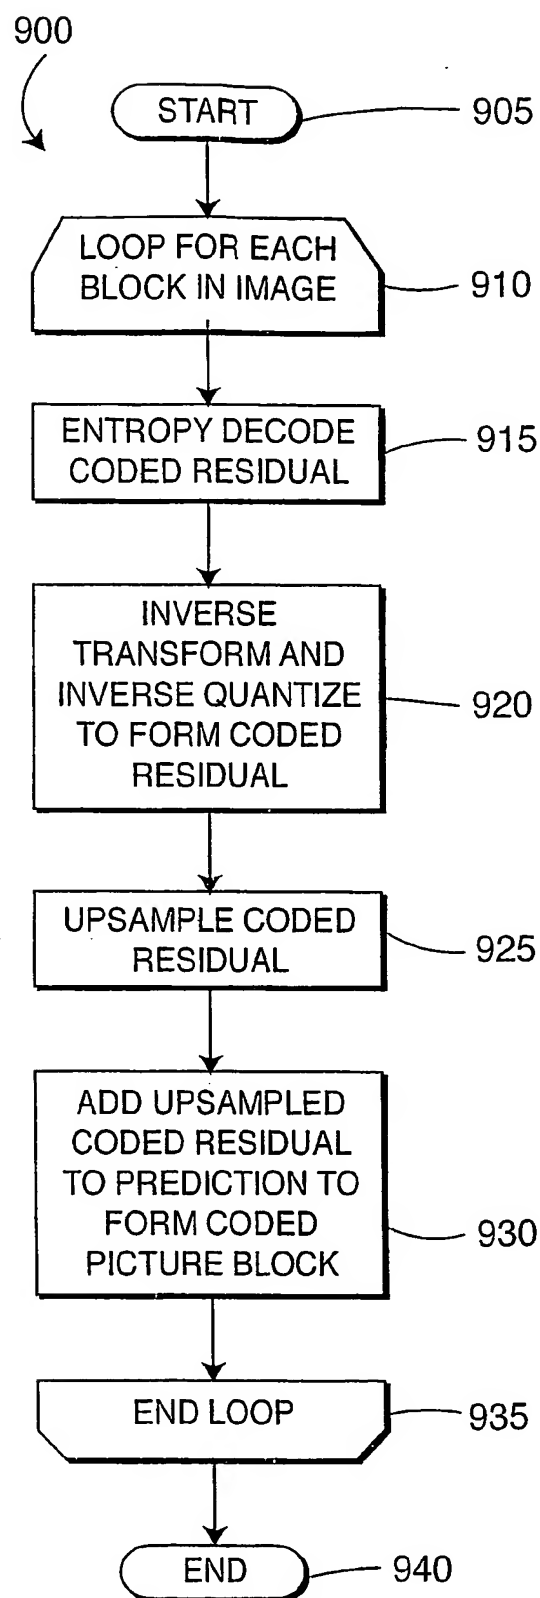 900
START
905
LOOP FOR EACH
BLOCK IN IMAGE
910
ENTROPY DECODE
CODED RESIDUAL
915
INVERSE
TRANSFORM AND
INVERSE QUANTIZE
TO FORM CODED
RESIDUAL
920
UPSAMPLE CODED
RESIDUAL
925
ADD UPSAMPLED
CODED RESIDUAL
TO PREDICTION TO
FORM CODED
PICTURE BLOCK
930
END LOOP
935
END
940